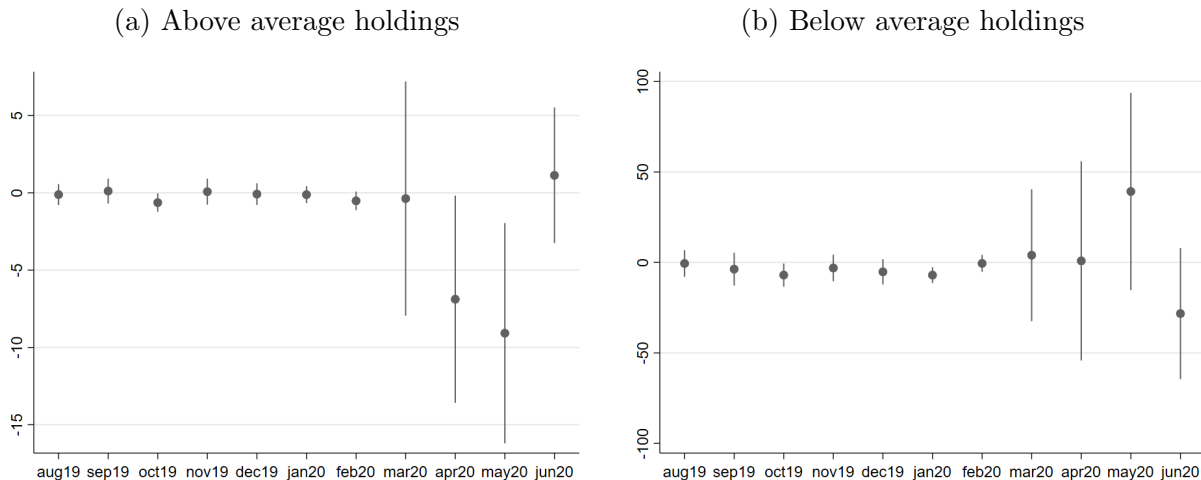 (a) Above average holdings
5
0
-5
-10
-15
aug19 sep19 oct19 nov19 dec19 jan20 feb20 mar20 apr20 may20 jun20
(b) Below average holdings
100
50
0
-50
-100
aug19 sep19 oct19 nov19 dec19 jan20 feb20 mar20 apr20 may20 jun20